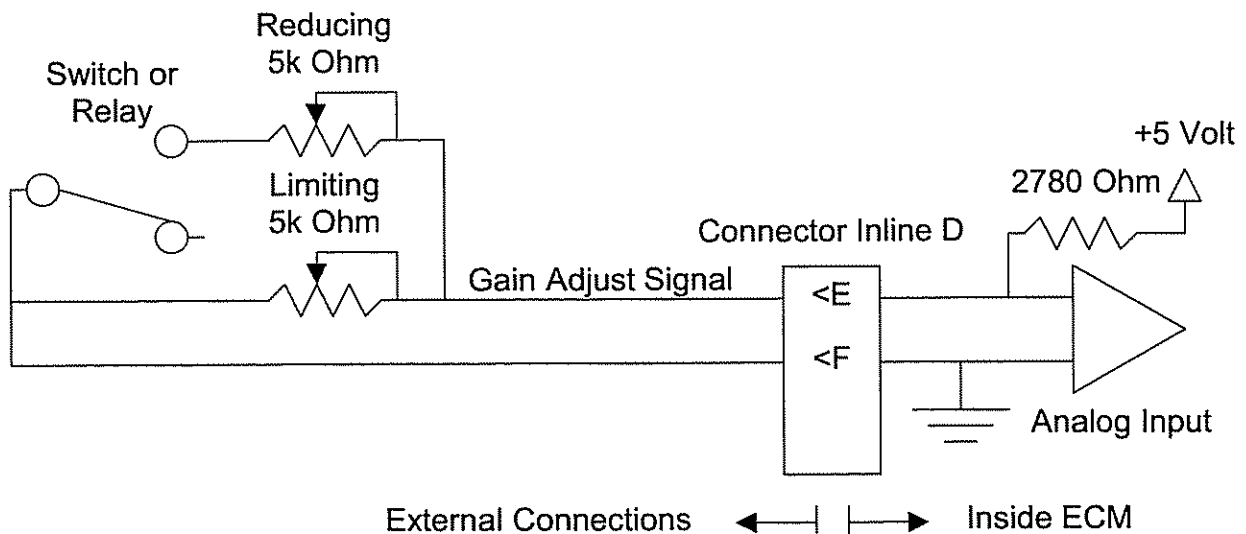 Reducing
5k Ohm
Switch or
Relay
+5 Volt
Limiting
5k Ohm
2780 Ohm
Connector Inline D
Gain Adjust Signal
<E
<F
Analog Input
External Connections
Inside ECM